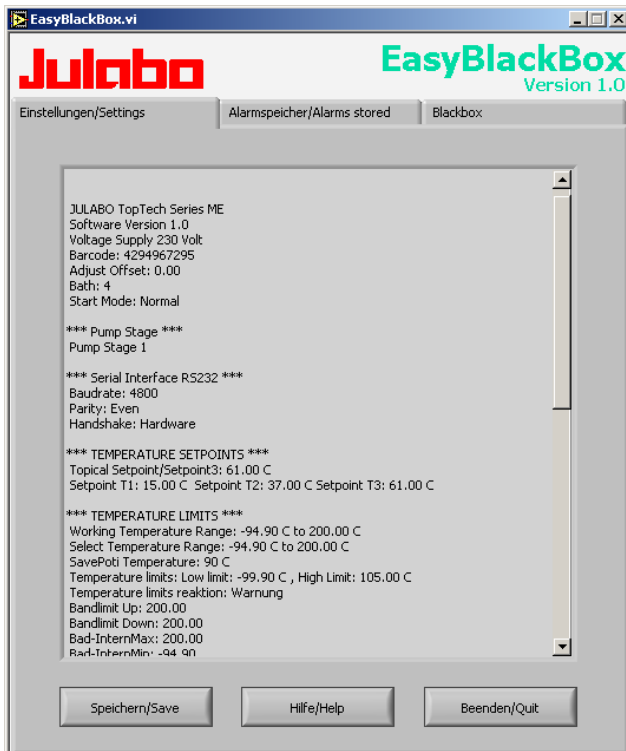 EasyBlackBox.vi
Julabo
EasyBlackBox
Version 1.0
Einstellungen/Settings
Alarmspeicher/Alarms stored
Blackbox
JULABO TopTech Series ME
Software Version 1.0
Voltage Supply 230 Volt
Barcode: 4294967295
Adjust Offset: 0.00
Bath: 4
Start Mode: Normal
*** Pump Stage ***
Pump Stage 1
*** Serial Interface RS232 ***
Baudrate: 4800
Parity: Even
Handshake: Hardware
*** TEMPERATURE SETPOINTS ***
Topical Setpoint/Setpoint3: 61.00 C
Setpoint T1: 15.00 C Setpoint T2: 37.00 C Setpoint T3: 61.00 C
*** TEMPERATURE LIMITS ***
Working Temperature Range: -94.90 C to 200.00 C
Select Temperature Range: -94.90 C to 200.00 C
SavePoti Temperature: 90 C
Temperature limits: Low limit: -99.90 C , High Limit: 105.00 C
Temperature limits reaktion: Warnung
Bandlimit Up: 200.00
Bandlimit Down: 200.00
Bad-InternMax: 200.00
Bad-InternMin: -94.90
Speichern/Save
Hilfe/Help
Beenden/Quit